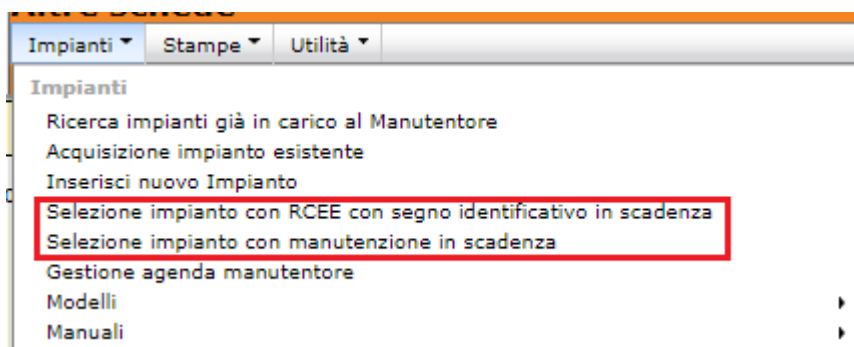 Impianti Stampe Utilità
Impianti
Ricerca impianti già in carico al Manutentore
Acquisizione impianto esistente
Inserisci nuovo Impianto
Selezione impianto con RCEE con segno identificativo in scadenza
Selezione impianto con manutenzione in scadenza
Gestione agenda manutentore
Modelli
Manuali